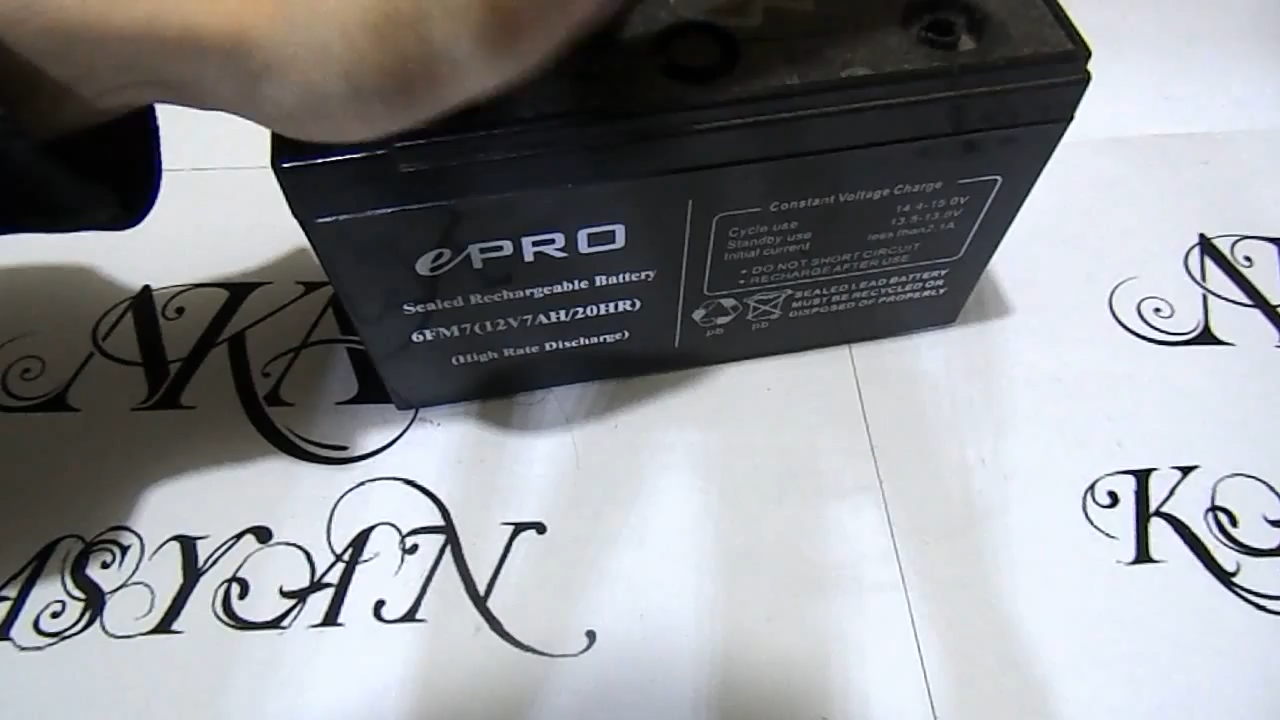 ePRO
Sealed Rechargeable Battery
6FM7(12V7AH/20HR)
(High Rate Discharge)
Constant Voltage Charge
Cycle use 14.4-15.0V
Standby use 13.5-13.8V
Initial current less than2.1A
• DO NOT SHORT CIRCUIT
• RECHARGE AFTER USE
pb pb
SEALED LEAD BATTERY
MUST BE RECYCLED OR
DISPOSED OF PROPERLY
AKA
ASYAN